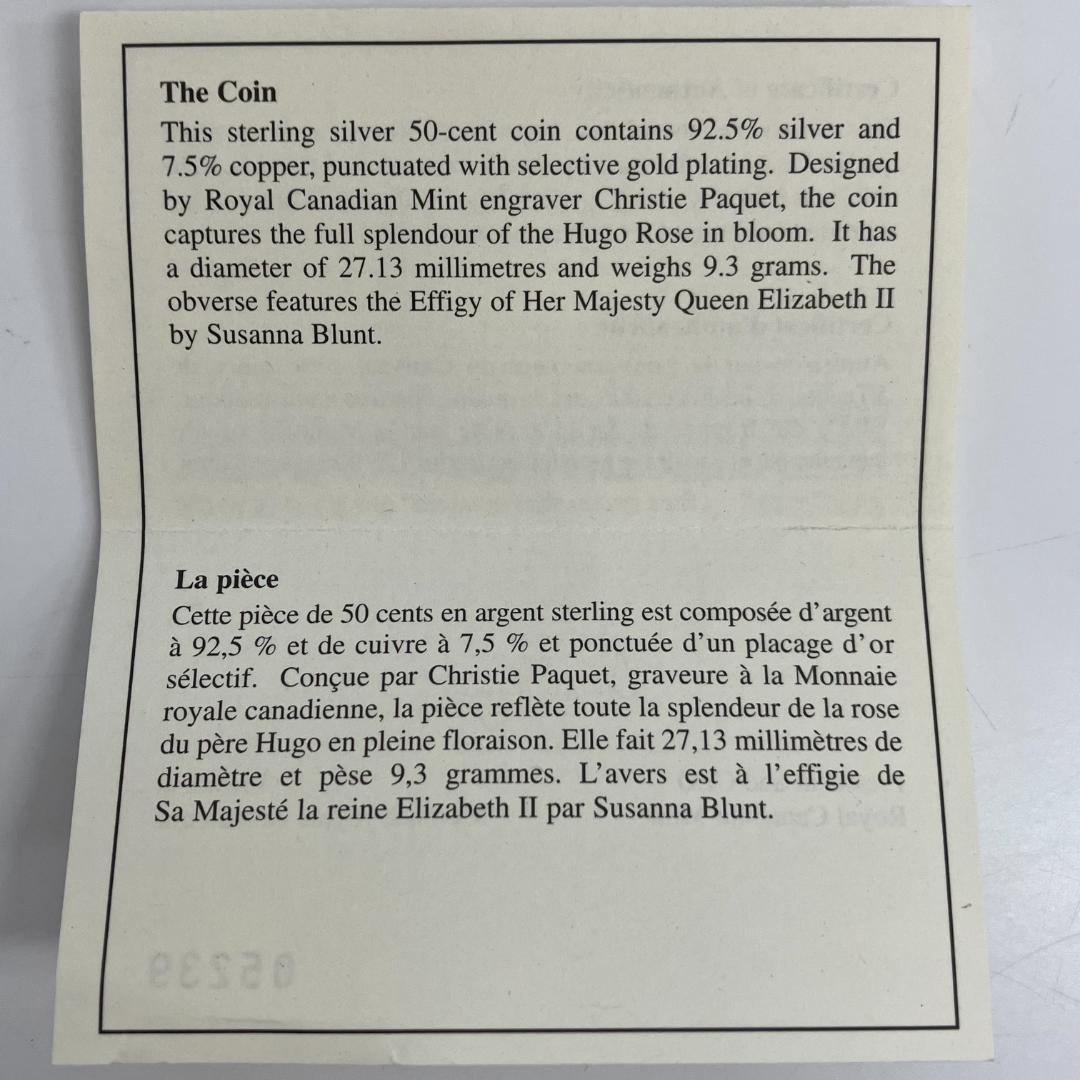 The Coin
This sterling silver 50-cent coin contains 92.5% silver and
7.5% copper, punctuated with selective gold plating. Designed
by Royal Canadian Mint engraver Christie Paquet, the coin
captures the full splendour of the Hugo Rose in bloom. It has
a diameter of 27.13 millimetres and weighs 9.3 grams. The
obverse features the Effigy of Her Majesty Queen Elizabeth II
by Susanna Blunt.
La pièce
Cette pièce de 50 cents en argent sterling est composée d'argent
à 92,5 % et de cuivre à 7,5 % et ponctuée d'un placage d'or
sélectif. Conçue par Christie Paquet, graveure à la Monnaie
royale canadienne, la pièce reflète toute la splendeur de la rose
du père Hugo en pleine floraison. Elle fait 27,13 millimètres de
diamètre et pèse 9,3 grammes. L'avers est à l'effigie de
Sa Majesté la reine Elizabeth II par Susanna Blunt.
05239